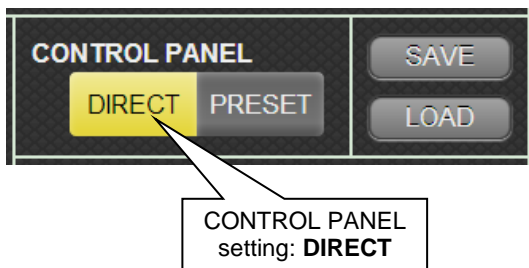 CONTROL PANEL
DIRECT PRESET
SAVE
LOAD
CONTROL PANEL
setting: DIRECT